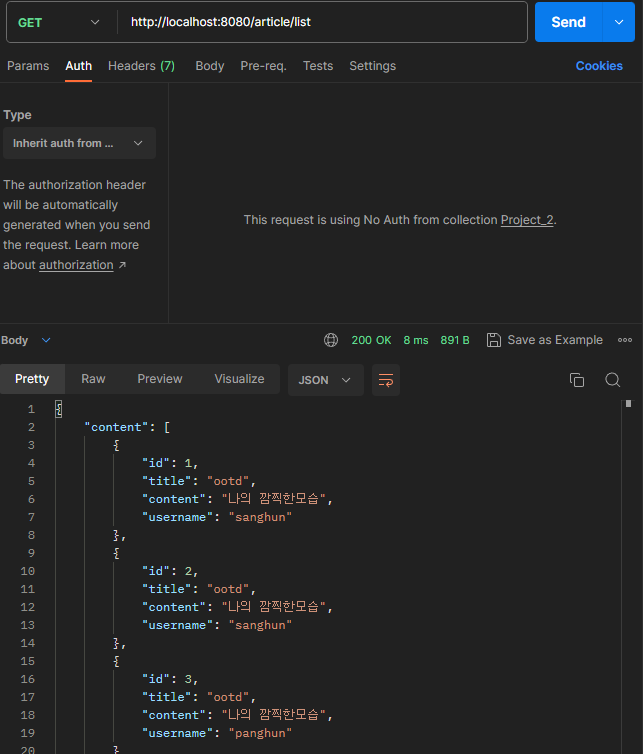 GET http://localhost:8080/article/list Send
Params Auth Headers (7) Body Pre-req. Tests Settings Cookies
Type
Inherit auth from ...
The authorization header
will be automatically
generated when you send
the request. Learn more
about authorization ↗
This request is using No Auth from collection Project_2.
Body 200 OK 8 ms 891 B Save as Example
Pretty Raw Preview Visualize JSON
1 {
2 "content": [
3 {
4 "id": 1,
5 "title": "ootd",
6 "content": "나의 깜찍한모습",
7 "username": "sanghun"
8 },
9 {
10 "id": 2,
11 "title": "ootd",
12 "content": "나의 깜찍한모습",
13 "username": "sanghun"
14 },
15 {
16 "id": 3,
17 "title": "ootd",
18 "content": "나의 깜찍한모습",
19 "username": "panghun"
20 }